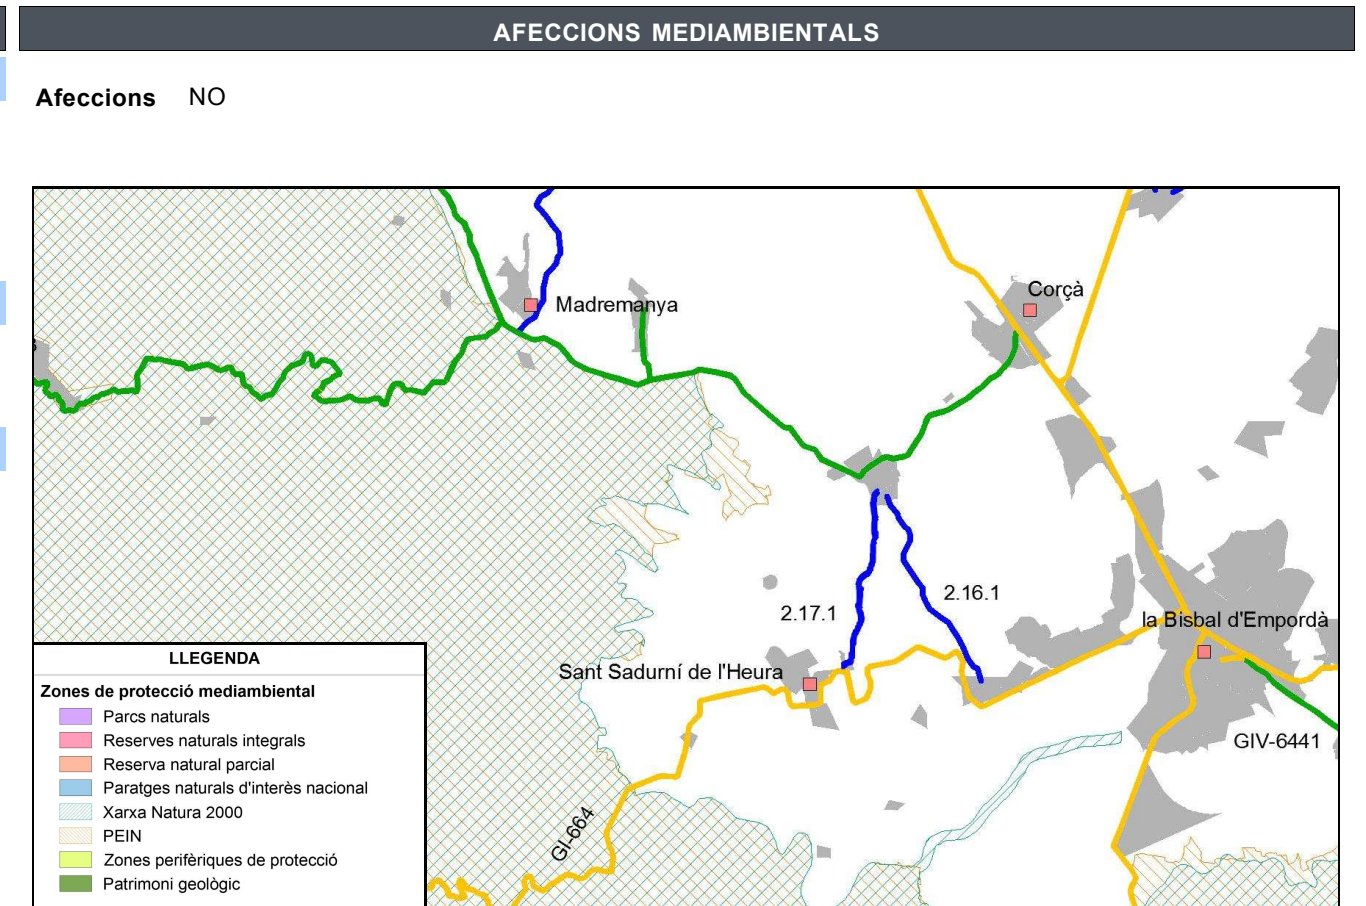 AFECCIONS MEDIAMBIENTALS
Afeccions NO
Corçà
Madremanya
2.16.1
2.17.1
la Bisbal d'Empordà
Sant Sadurní de l'Heura
GIV-6441
GI-664
LLEGENDA
Zones de protecció mediambiental
Parcs naturals
Reserves naturals integrals
Reserva natural parcial
Paratges naturals d'interès nacional
Xarxa Natura 2000
PEIN
Zones perifèriques de protecció
Patrimoni geològic